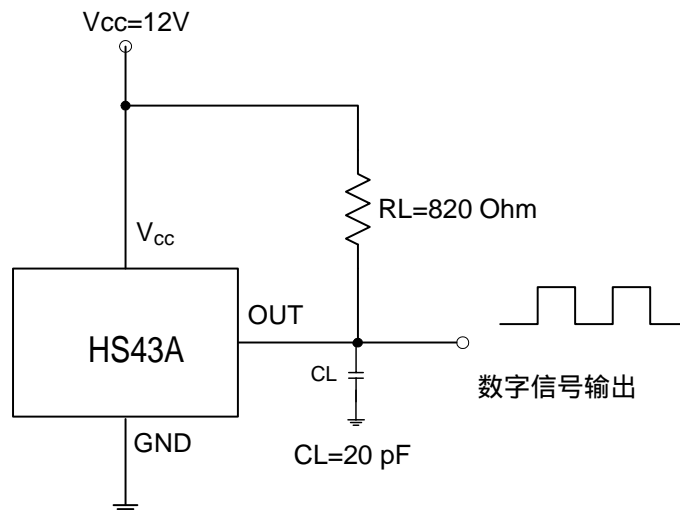 Vcc=12V
RL=820 Ohm
Vcc
OUT
HS43A
CL
数字信号输出
GND
CL=20 pF